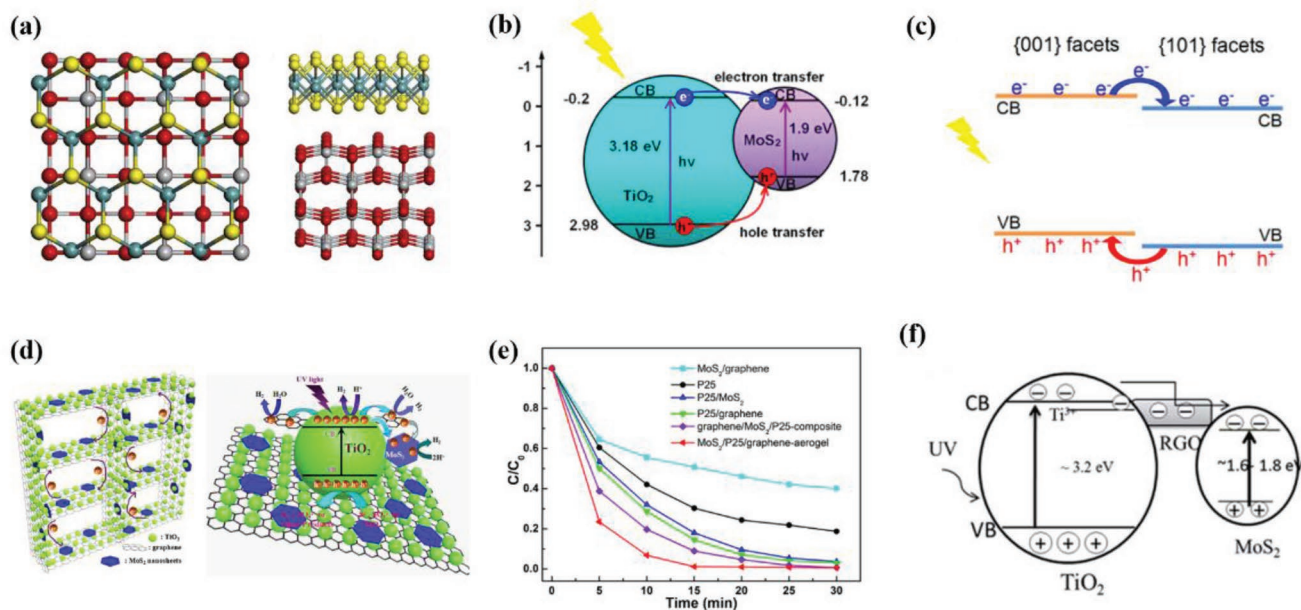 (a)
(b)
-1
0
1
2
3
-0.2
2.98
CB
e⁻
3.18 eV
hv
TiO₂
VB
h⁺
electron transfer
CB
e⁻
-0.12
1.9 eV
MoS₂
hv
h⁺
VB
1.78
hole transfer
(c)
{001} facets {101} facets
e⁻
e⁻ e⁻ e⁻
CB
e⁻ e⁻ e⁻
CB
VB
h⁺ h⁺ h⁺
VB
h⁺
h⁺ h⁺ h⁺
(d)
: TiO₂
: graphene
: MoS₂ nanosheets
UV light
H₂ H₂O
H₂ H⁺
H₂O H₂
CB
TiO₂
VB
MoS₂
H₂
2H⁺
(e)
C/C₀
1.0
0.8
0.6
0.4
0.2
0.0
MoS₂/graphene
P25
P25/MoS₂
P25/graphene
graphene/MoS₂/P25-composite
MoS₂/P25/graphene-aerogel
0 5 10 15 20 25 30
Time (min)
(f)
CB
Ti³⁺
RGO
UV
~ 3.2 eV
~1.6- 1.8 eV
VB
TiO₂
MoS₂